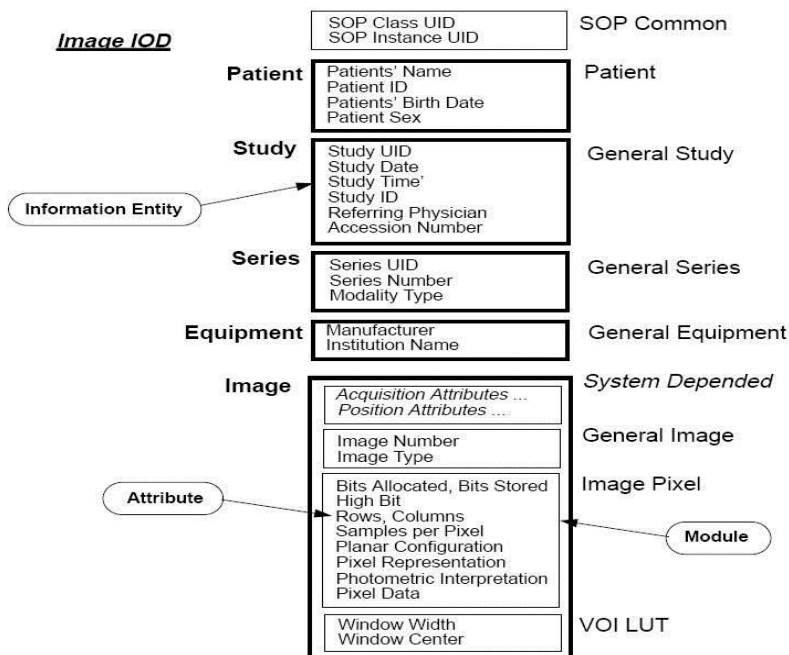 Image IOD
SOP Class UID
SOP Instance UID
SOP Common
Patient
Patients' Name
Patient ID
Patients' Birth Date
Patient Sex
Patient
Study
Study UID
Study Date
Study Time'
Study ID
Referring Physician
Accession Number
General Study
Information Entity
Series
Series UID
Series Number
Modality Type
General Series
Equipment
Manufacturer
Institution Name
General Equipment
Image
Acquisition Attributes ...
Position Attributes ...
System Depended
Image Number
Image Type
General Image
Attribute
Bits Allocated, Bits Stored
High Bit
Rows, Columns
Samples per Pixel
Planar Configuration
Pixel Representation
Photometric Interpretation
Pixel Data
Image Pixel
Module
Window Width
Window Center
VOI LUT